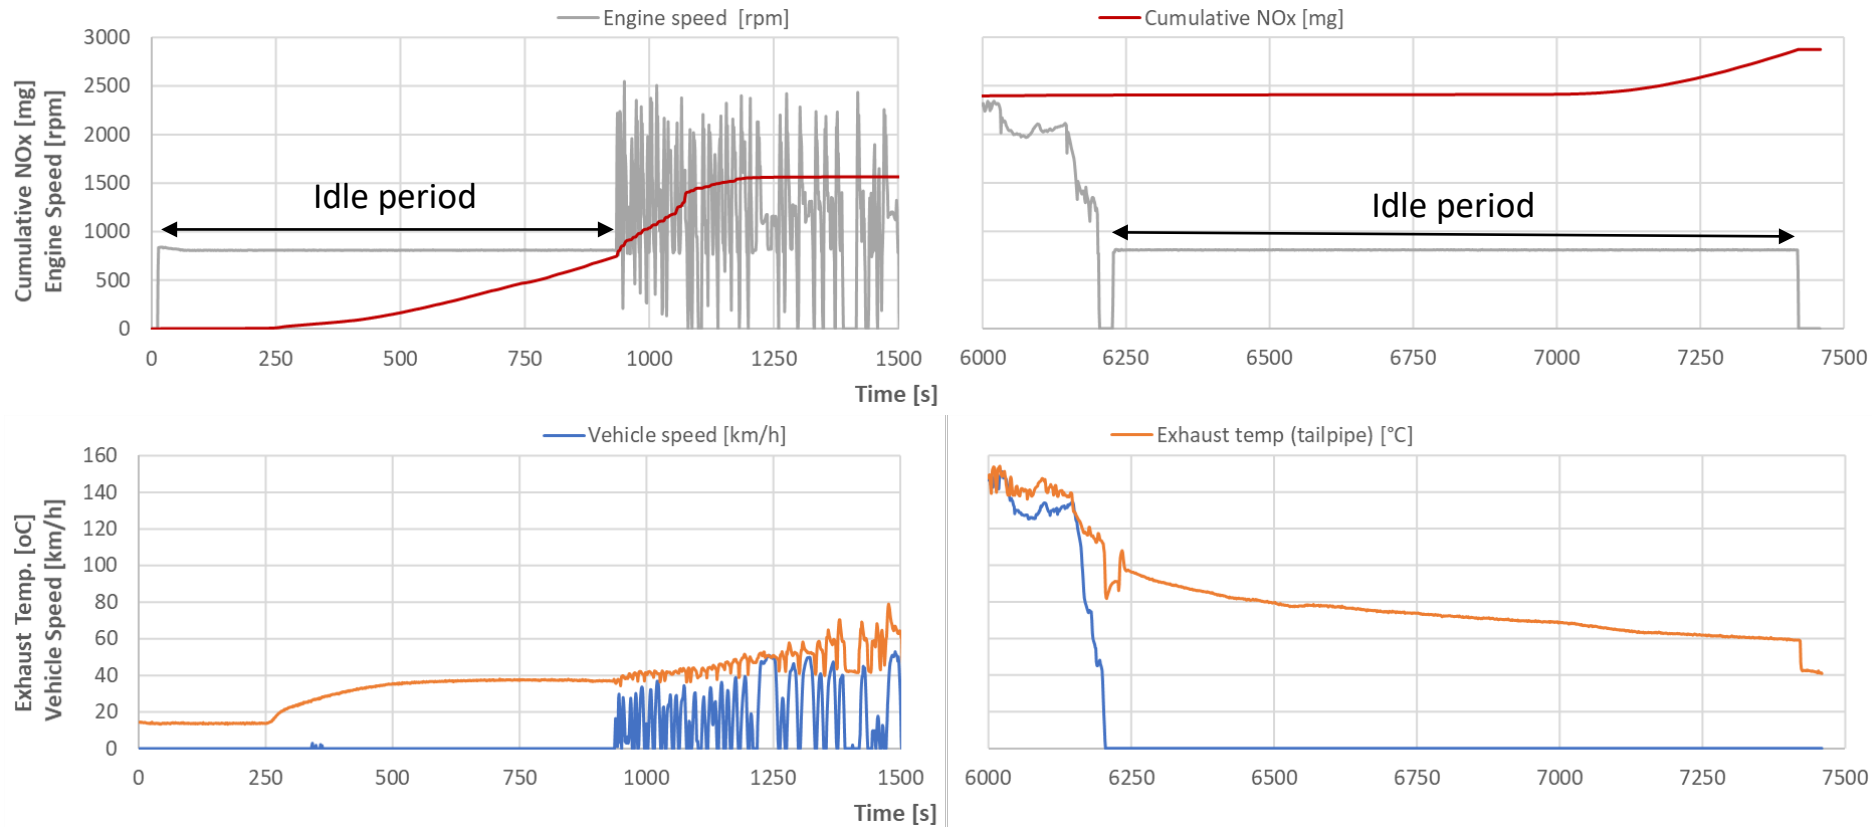 Engine speed  [rpm]
Cumulative NOx [mg]
Cumulative NOx [mg]
Engine Speed [rpm]
3000
2500
2000
1500
1000
500
0
Idle period
Idle period
0 250 500 750 1000 1250 1500
6000 6250 6500 6750 7000 7250 7500
Time [s]
Vehicle speed [km/h]
Exhaust temp (tailpipe) [°C]
Exhaust Temp. [oC]
Vehicle Speed [km/h]
160
140
120
100
80
60
40
20
0
0 250 500 750 1000 1250 1500
6000 6250 6500 6750 7000 7250 7500
Time [s]